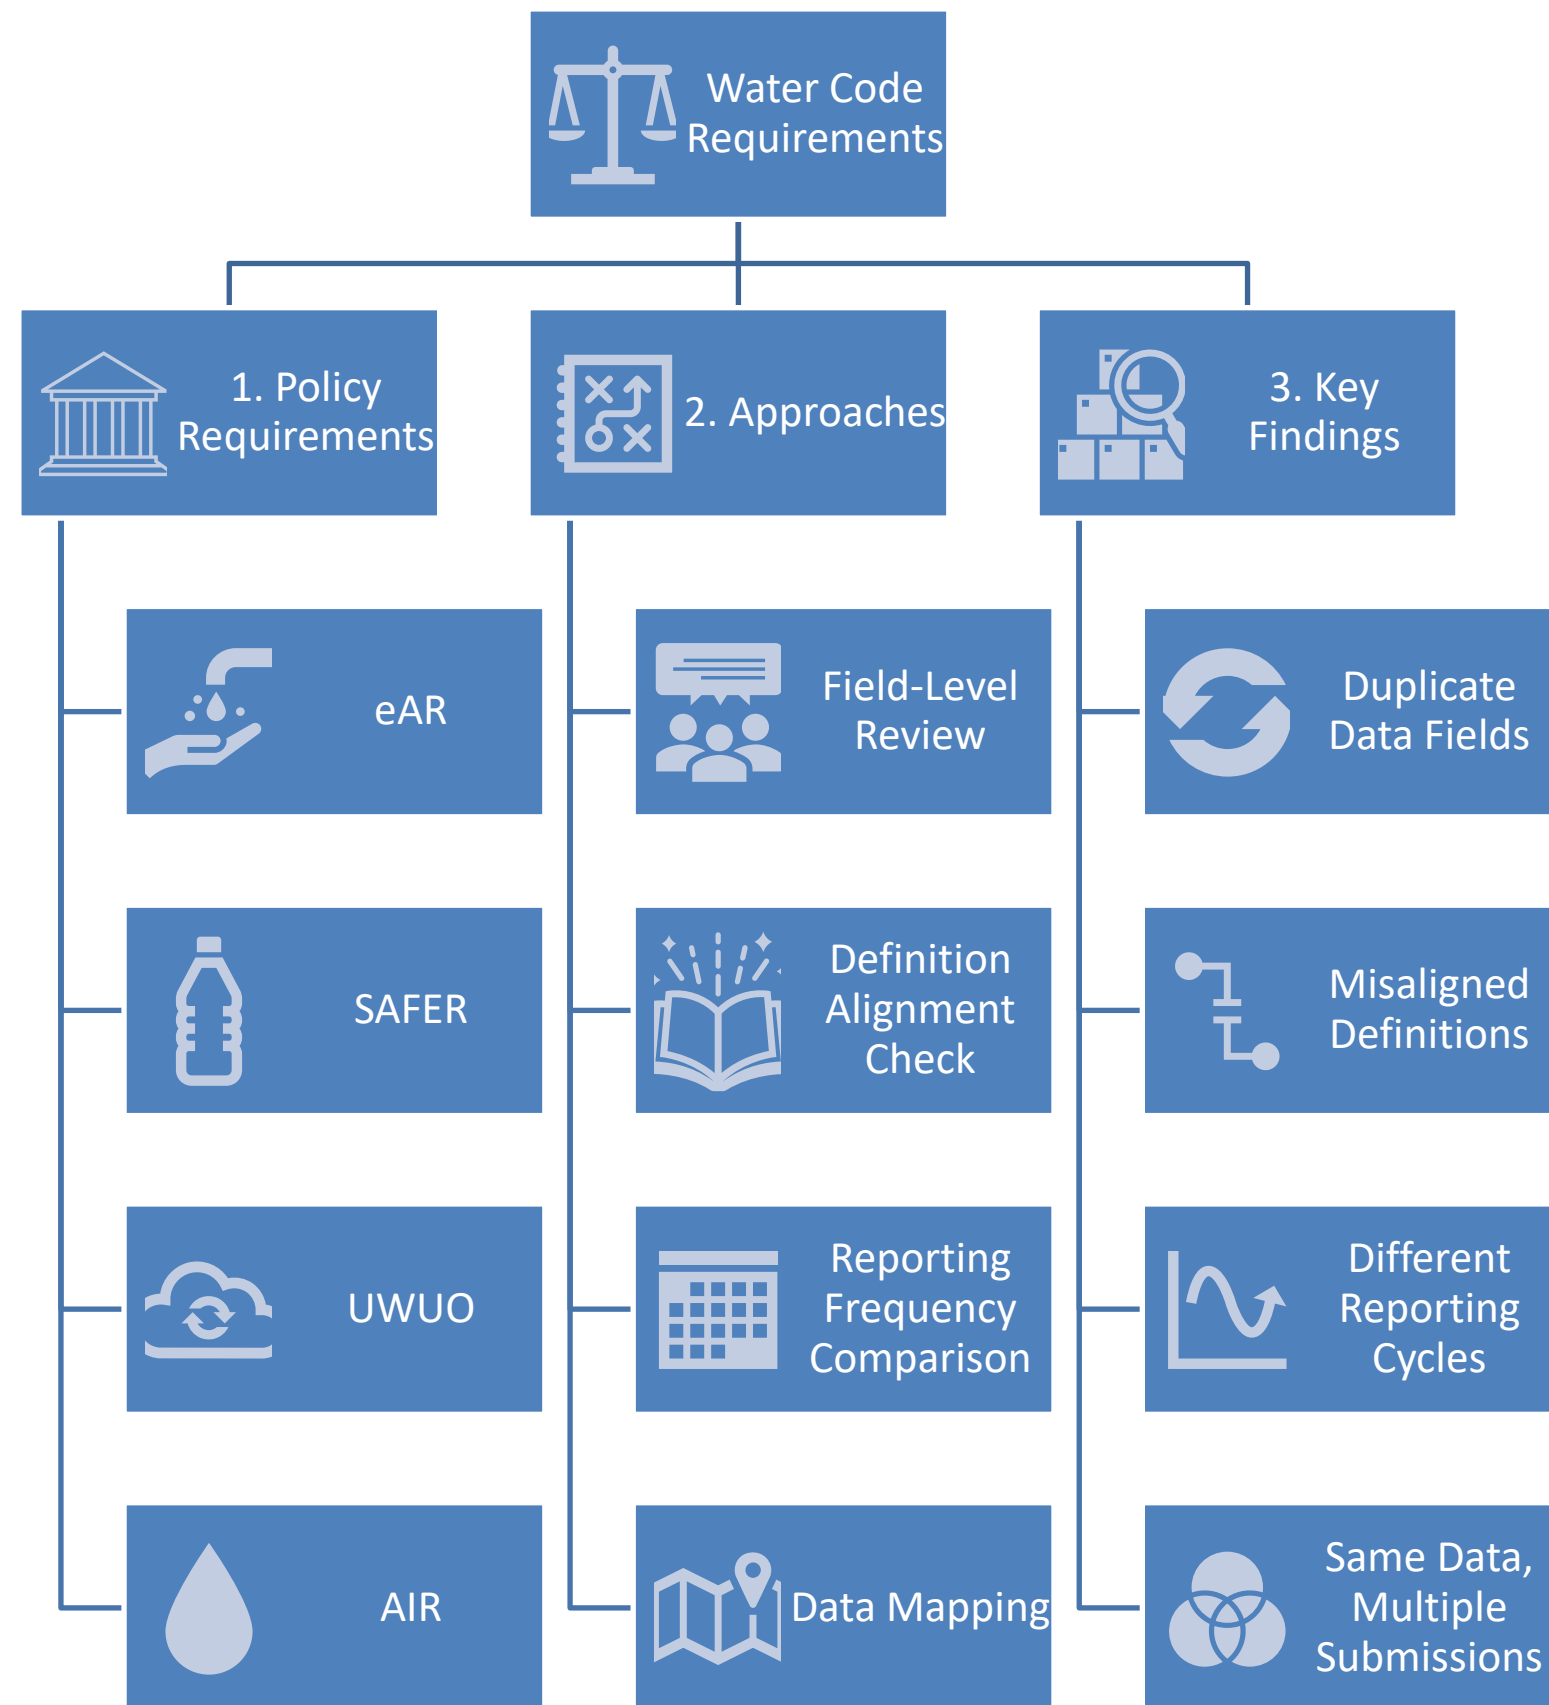 Water Code
Requirements
1. Policy
Requirements
2. Approaches
3. Key
Findings
eAR
Field-Level
Review
Duplicate
Data Fields
SAFER
Definition
Alignment
Check
Misaligned
Definitions
UWUO
Reporting
Frequency
Comparison
Different
Reporting
Cycles
AIR
Data Mapping
Same Data,
Multiple
Submissions